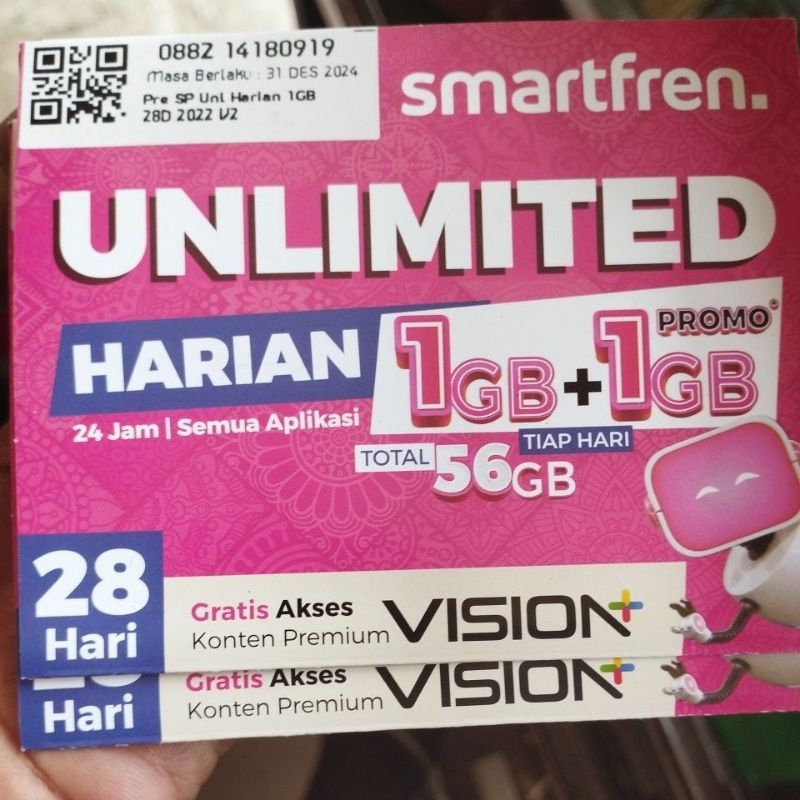 0882 14180919
Masa Berlaku : 31 DES 2024
Pre SP Unl Harian 1GB
28D 2022 V2
smartfren.
UNLIMITED
HARIAN
1GB + 1GB
PROMO*
24 Jam | Semua Aplikasi
TIAP HARI
TOTAL 56GB
28
Hari
Gratis Akses
Konten Premium
VISION+
Hari
Gratis Akses
Konten Premium
VISION+